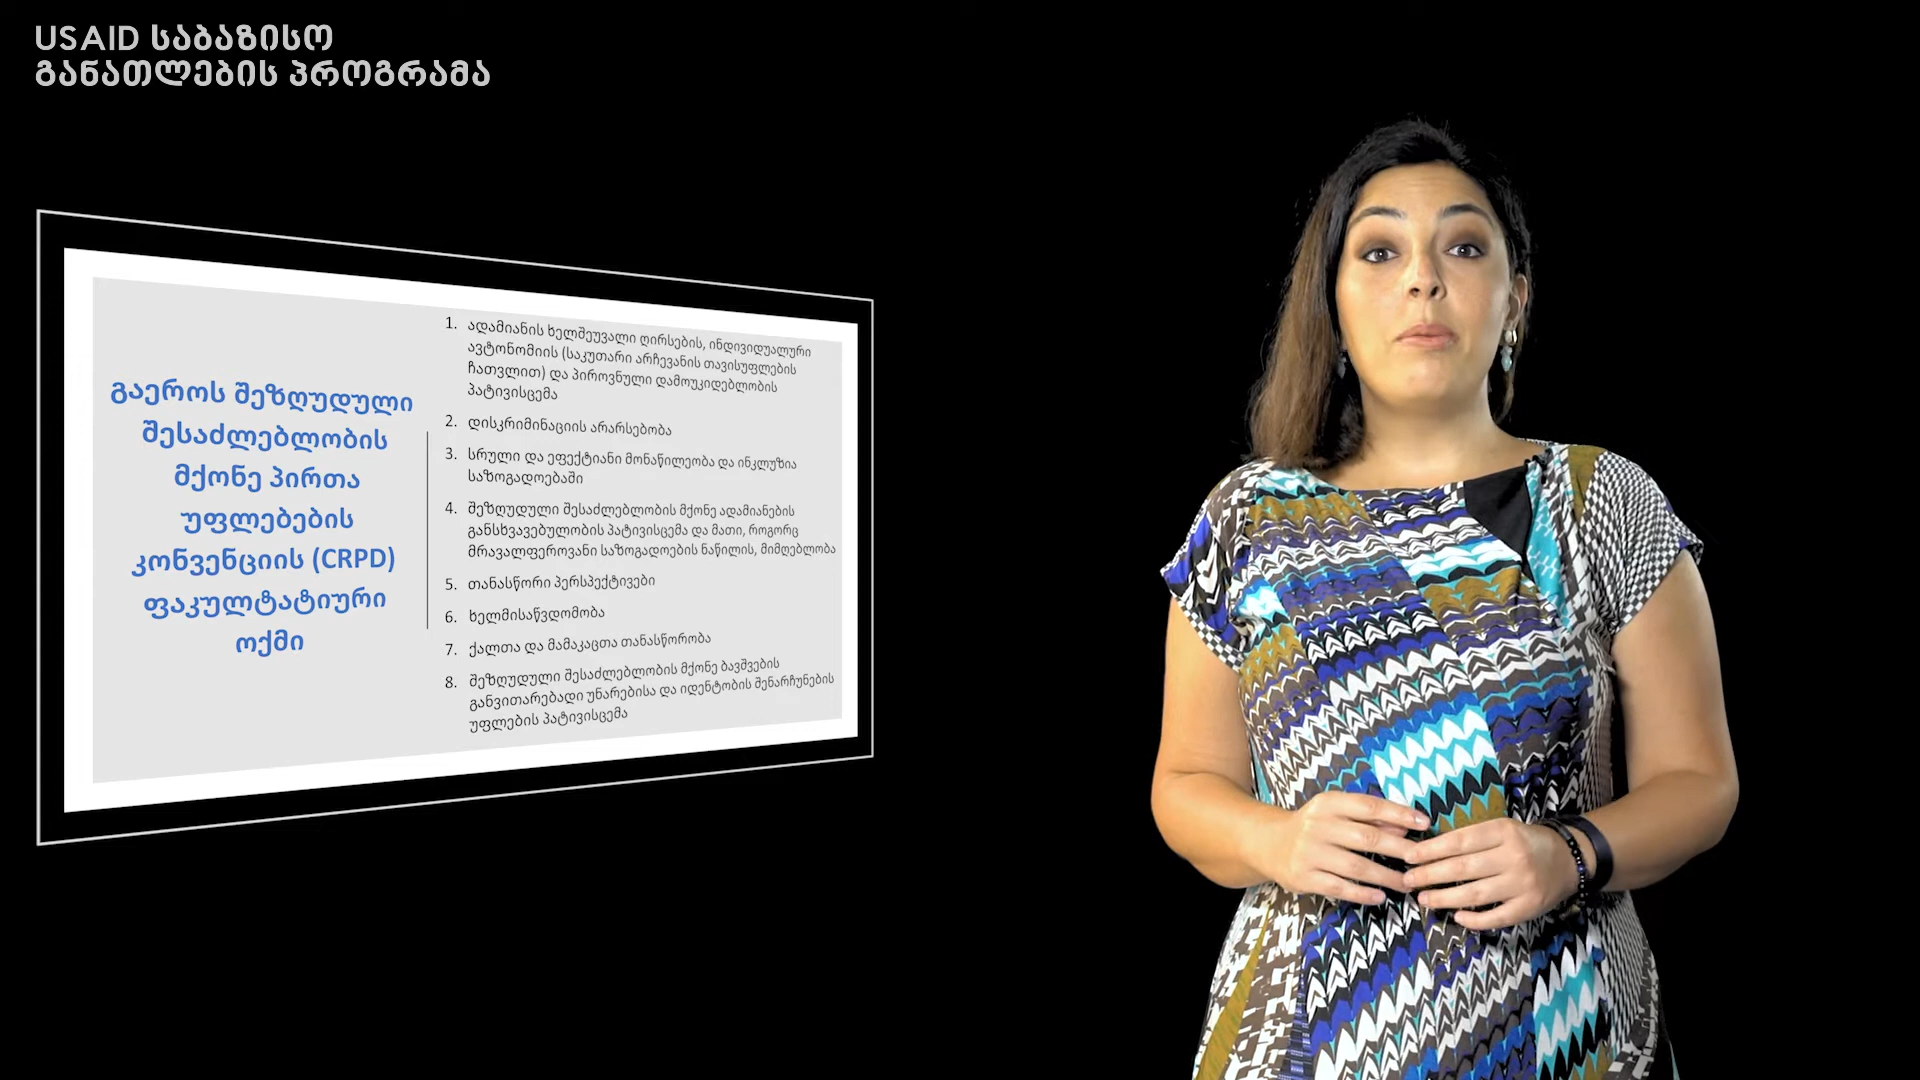 USAID ᲡᲐᲑᲐᲖᲘᲡᲝ
ᲒᲐᲜᲐᲗᲚᲔᲑᲘᲡ ᲞᲠᲝᲒᲠᲐᲛᲐ
გაეროს შეზღუდული
შესაძლებლობის
მქონე პირთა
უფლებების
კონვენციის (CRPD)
ფაკულტატიური
ოქმი
1. ადამიანის ხელშეუვალი ღირსების, ინდივიდუალური
ავტონომიის (საკუთარი არჩევანის თავისუფლების
ჩათვლით) და პიროვნული დამოუკიდებლობის
პატივისცემა
2. დისკრიმინაციის არარსებობა
3. სრული და ეფექტიანი მონაწილეობა და ინკლუზია
საზოგადოებაში
4. შეზღუდული შესაძლებლობის მქონე ადამიანების
განსხვავებულობის პატივისცემა და მათი, როგორც
მრავალფეროვანი საზოგადოების ნაწილის, მიმღებლობა
5. თანასწორი პერსპექტივები
6. ხელმისაწვდომობა
7. ქალთა და მამაკაცთა თანასწორობა
8. შეზღუდული შესაძლებლობის მქონე ბავშვების
განვითარებადი უნარებისა და იდენტობის შენარჩუნების
უფლების პატივისცემა